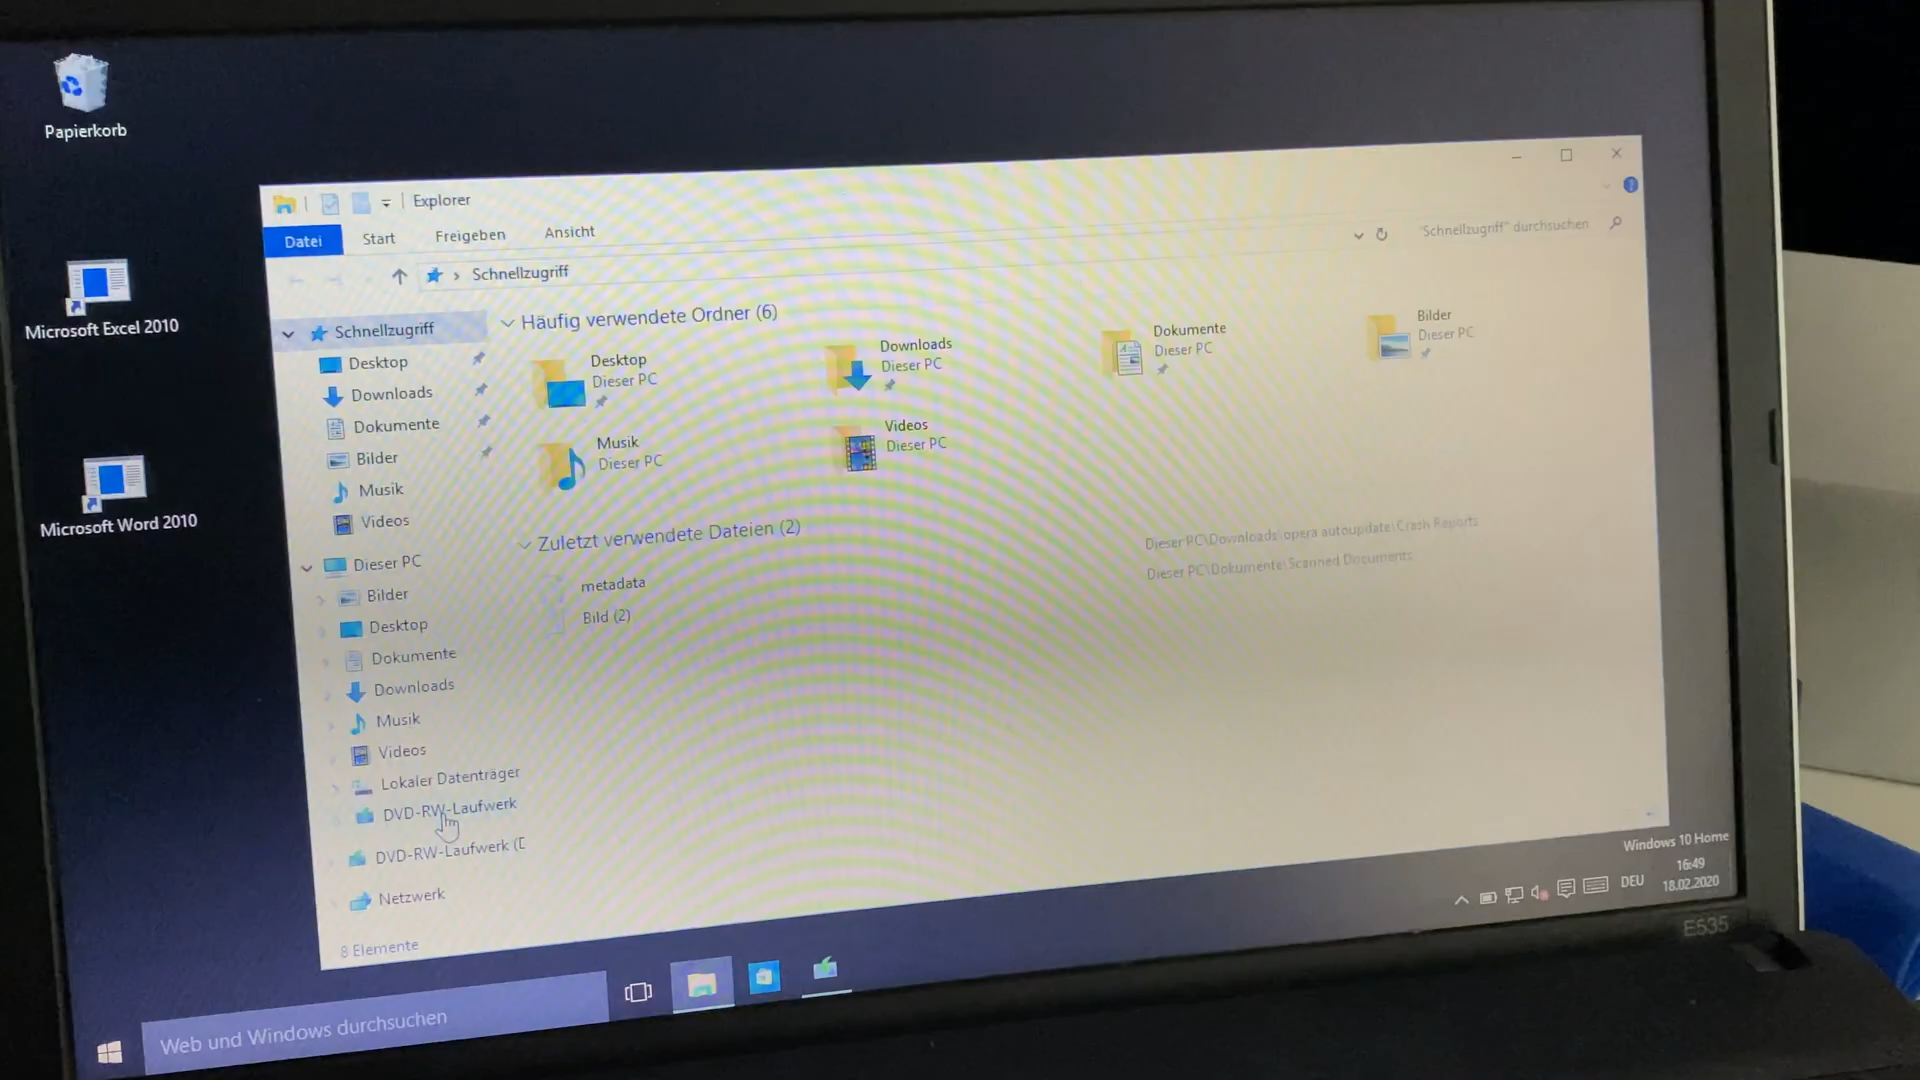 Papierkorb
Microsoft Excel 2010
Microsoft Word 2010
Explorer
Datei
Start
Freigeben
Ansicht
Schnellzugriff
"Schnellzugriff" durchsuchen
Schnellzugriff
Desktop
Downloads
Dokumente
Bilder
Musik
Videos
Dieser PC
Bilder
Desktop
Dokumente
Downloads
Musik
Videos
Lokaler Datenträger
DVD-RW-Laufwerk
DVD-RW-Laufwerk (D
Netzwerk
8 Elemente
Häufig verwendete Ordner (6)
Desktop
Dieser PC
Downloads
Dieser PC
Dokumente
Dieser PC
Bilder
Dieser PC
Musik
Dieser PC
Videos
Dieser PC
Zuletzt verwendete Dateien (2)
metadata
Dieser PC\Downloads\opera autoupdate\Crash Reports
Bild (2)
Dieser PC\Dokumente\Scanned Documents
Windows 10 Home
16:49
DEU
18.02.2020
Web und Windows durchsuchen
E535